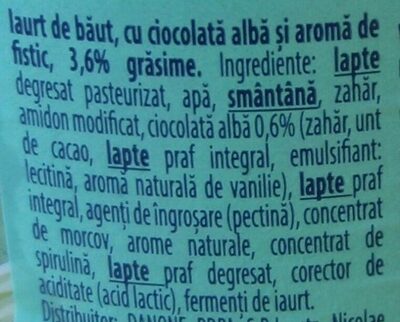 Iaurt de băut, cu ciocolată albă și aromă de
fistic, 3,6% grăsime. Ingrediente: lapte
degresat pasteurizat, apă, smântână, zahăr,
amidon modificat, ciocolată albă 0,6% (zahăr, unt
de cacao, lapte praf integral, emulsifiant:
lecitină, aromă naturală de vanilie), lapte praf
integral, agenți de îngroșare (pectină), concentrat
de morcov, arome naturale, concentrat de
spirulină, lapte praf degresat, corector de
aciditate (acid lactic), fermenți de iaurt.
Distribuitor: DANONE Nicolae